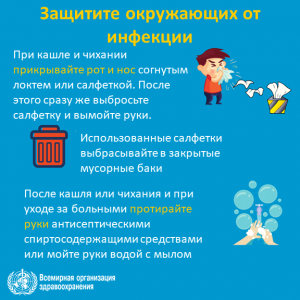 Защитите окружающих от
инфекции
При кашле и чихании
прикрывайте рот и нос согнутым
локтем или салфеткой. После
этого сразу же выбросьте
салфетку и вымойте руки.
Использованные салфетки
выбрасывайте в закрытые
мусорные баки
После кашля или чихания и при
уходе за больными протирайте
руки антисептическими
спиртосодержащими средствами
или мойте руки водой с мылом
Всемирная организация
здравоохранения